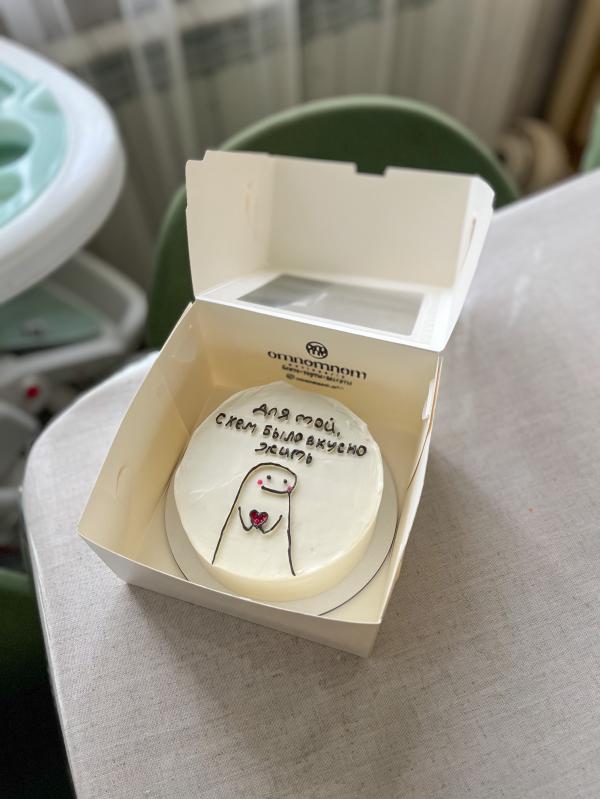 omnomnom
для мой,
с кем было вкусно
жить